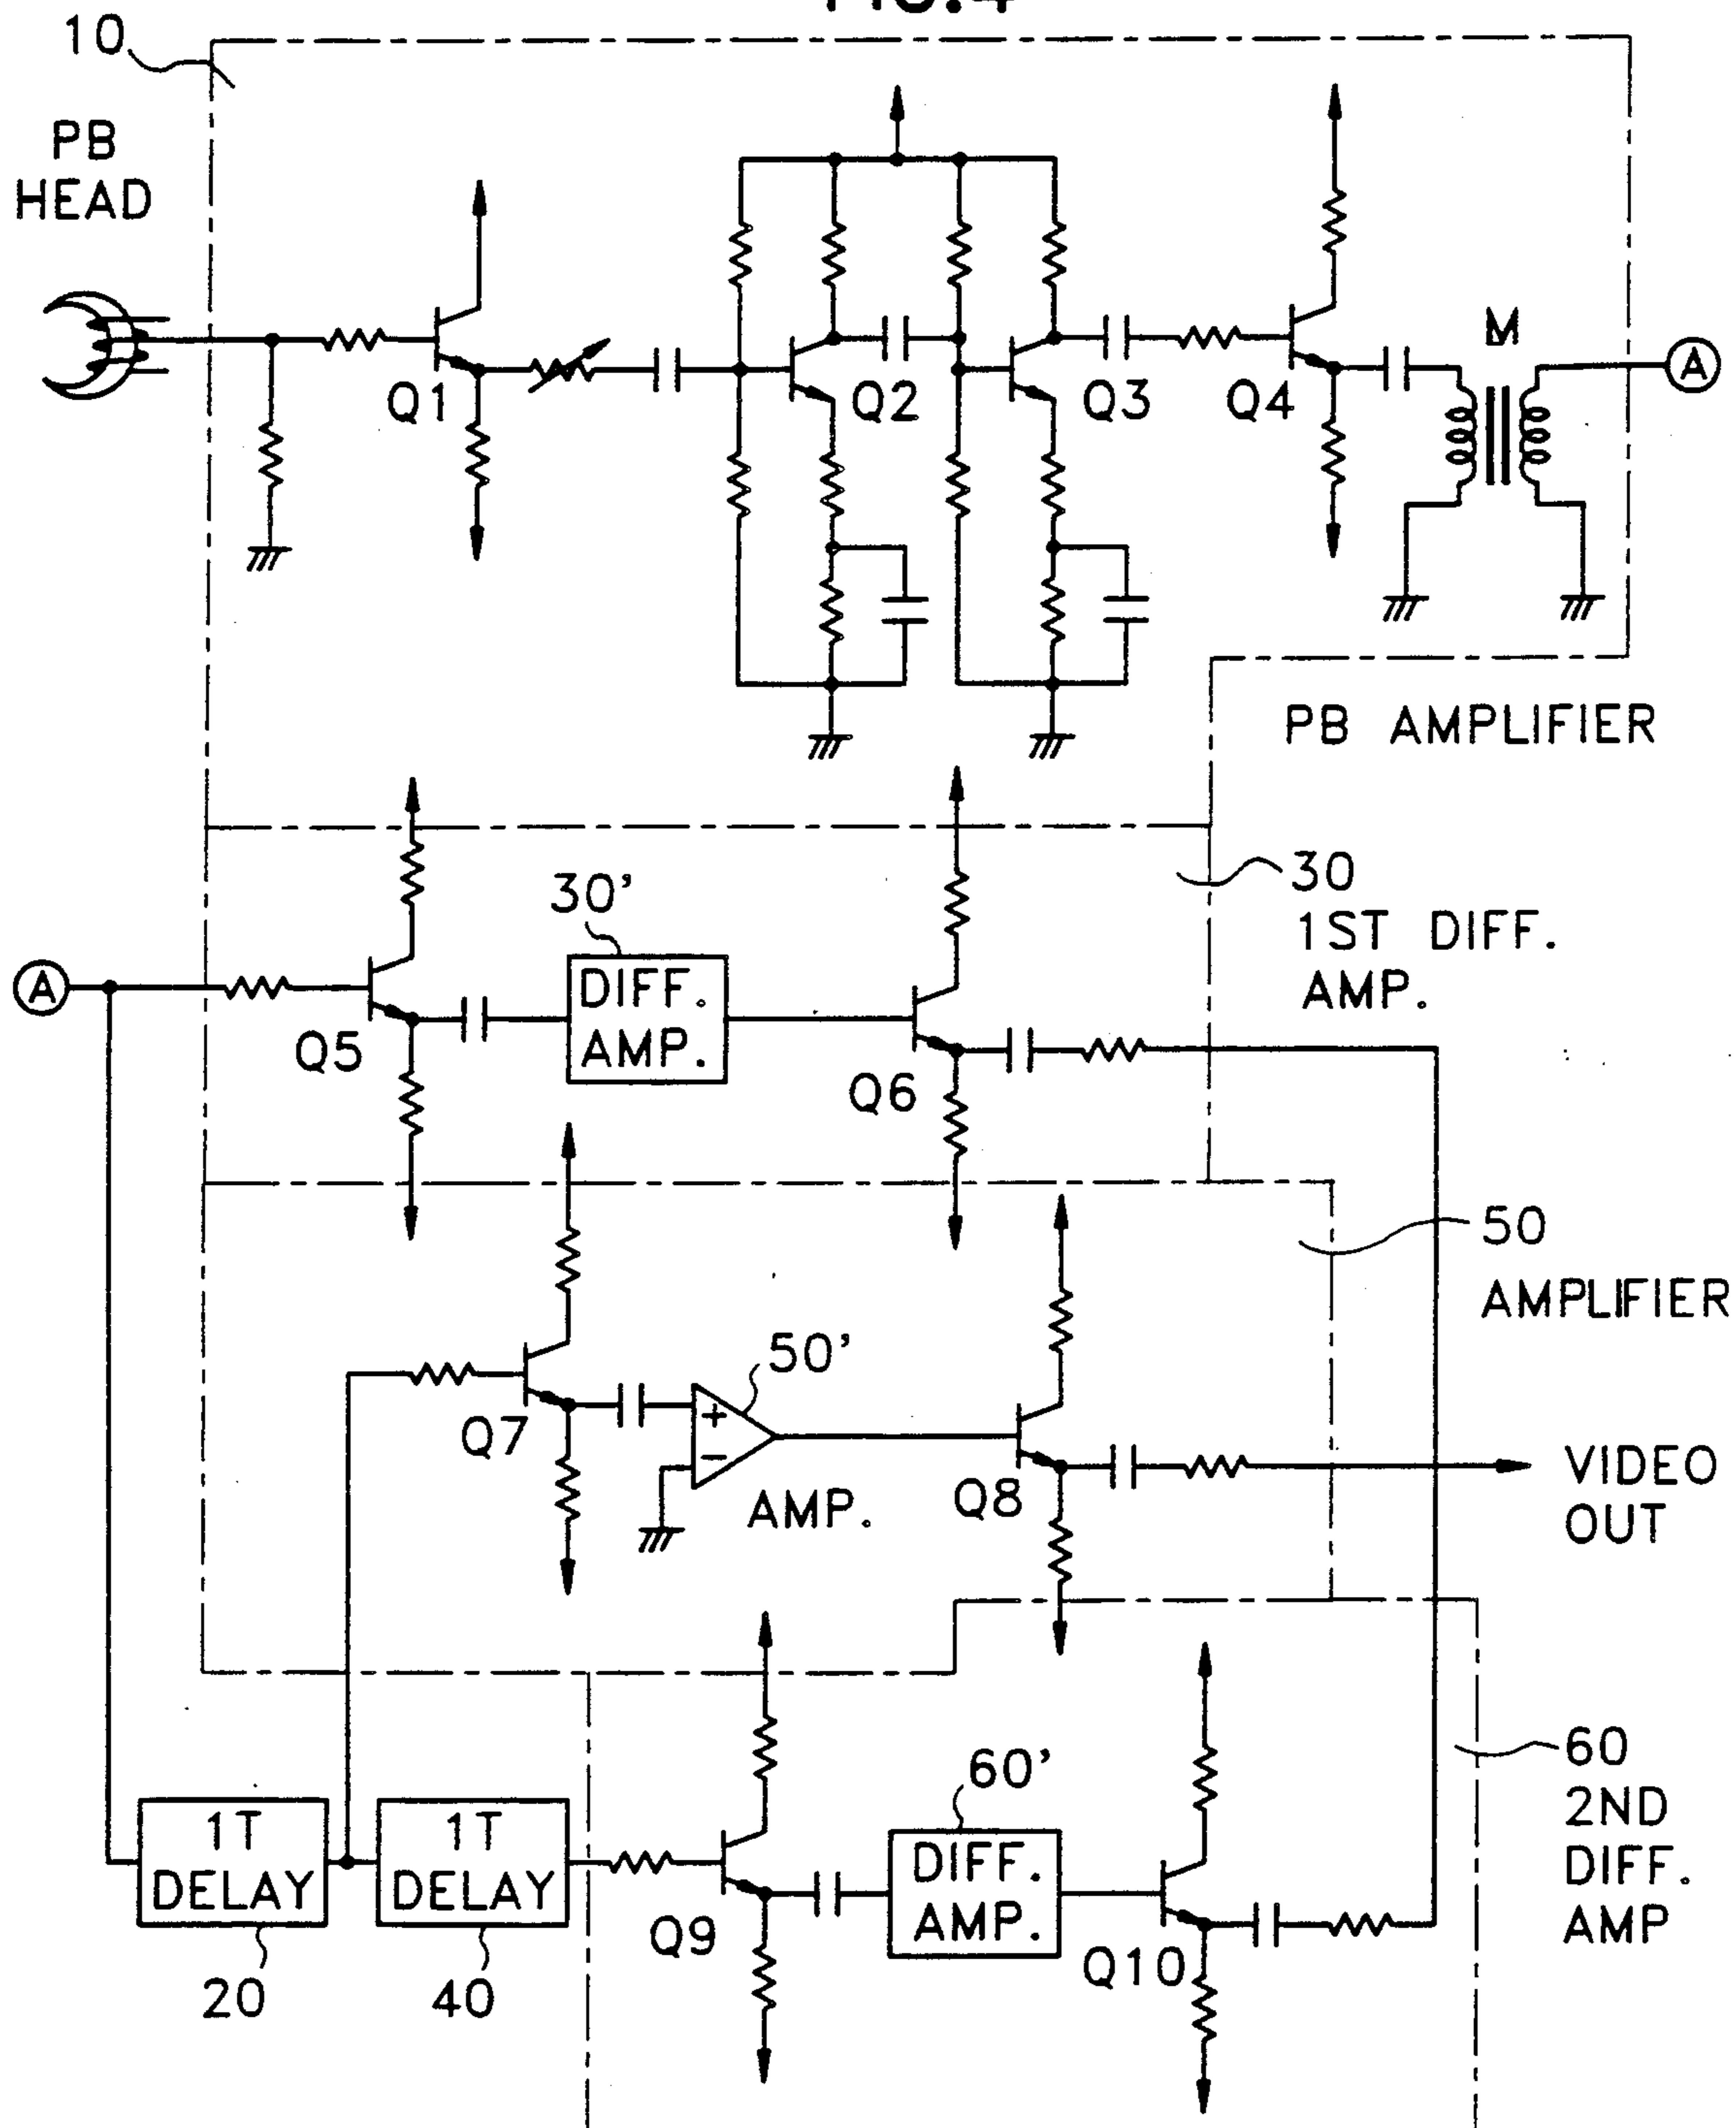 FIG.4
10
PB
HEAD
Q1
Q2
Q3
Q4
M
A
PB AMPLIFIER
30
1ST DIFF.
AMP.
30'
A
DIFF.
AMP.
Q5
Q6
50
AMPLIFIER
50'
+
−
Q7
AMP.
Q8
VIDEO
OUT
60
2ND
DIFF.
AMP
60'
1T
DELAY
1T
DELAY
DIFF.
AMP.
Q9
Q10
20
40